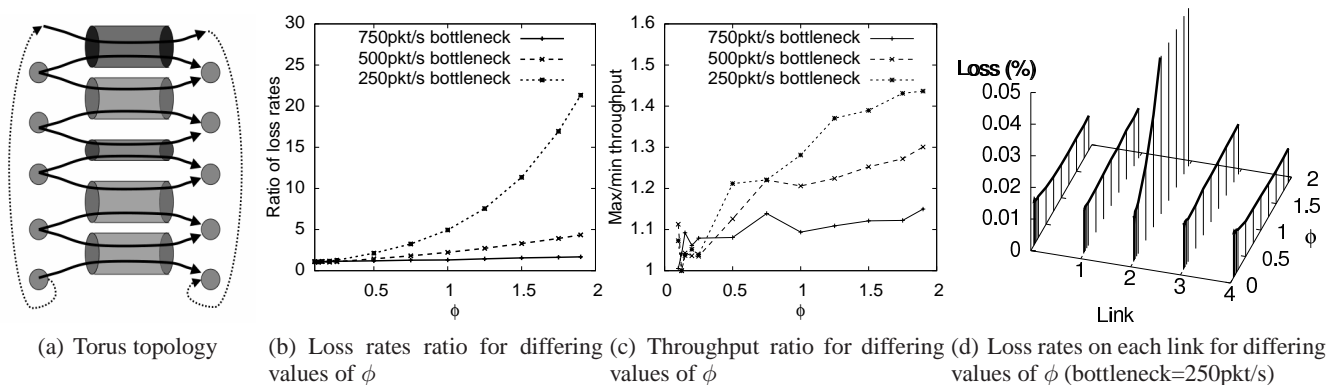 30
25
20
15
10
5
0
Ratio of loss rates
750pkt/s bottleneck
500pkt/s bottleneck
250pkt/s bottleneck
0.5
1
1.5
2
ϕ
1.6
1.5
1.4
1.3
1.2
1.1
1
Max/min throughput
750pkt/s bottleneck
500pkt/s bottleneck
250pkt/s bottleneck
0
0.5
1
1.5
2
ϕ
Loss (%)
0.05
0.04
0.03
0.02
0.01
0
1
2
3
4
Link
0
0.5
1
1.5
2
ϕ
(a) Torus topology
(b) Loss rates ratio for differing
values of ϕ
(c) Throughput ratio for differing
values of ϕ
(d) Loss rates on each link for differing
values of ϕ (bottleneck=250pkt/s)